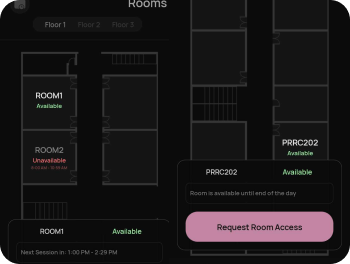 Rooms
Floor 1
Floor 2
Floor 3
ROOM1
Available
ROOM2
Unavailable
ROOM1
Available
Next Session in: 1:00 PM - 2:29 PM
PRRC202
Available
PRRC202
Available
Room is available until end of the day
Request Room Access